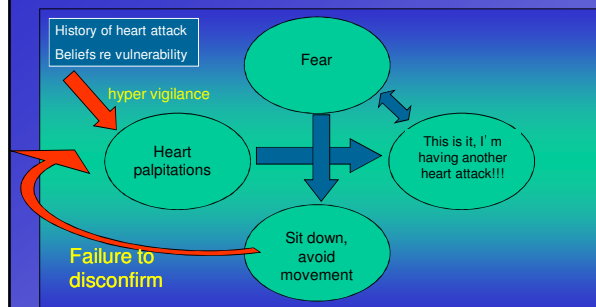 History of heart attack
Beliefs re vulnerability
Fear
hyper vigilance
Heart
palpitations
This is it, I' m
having another
heart attack!!!
Sit down,
avoid
movement
Failure to
disconfirm